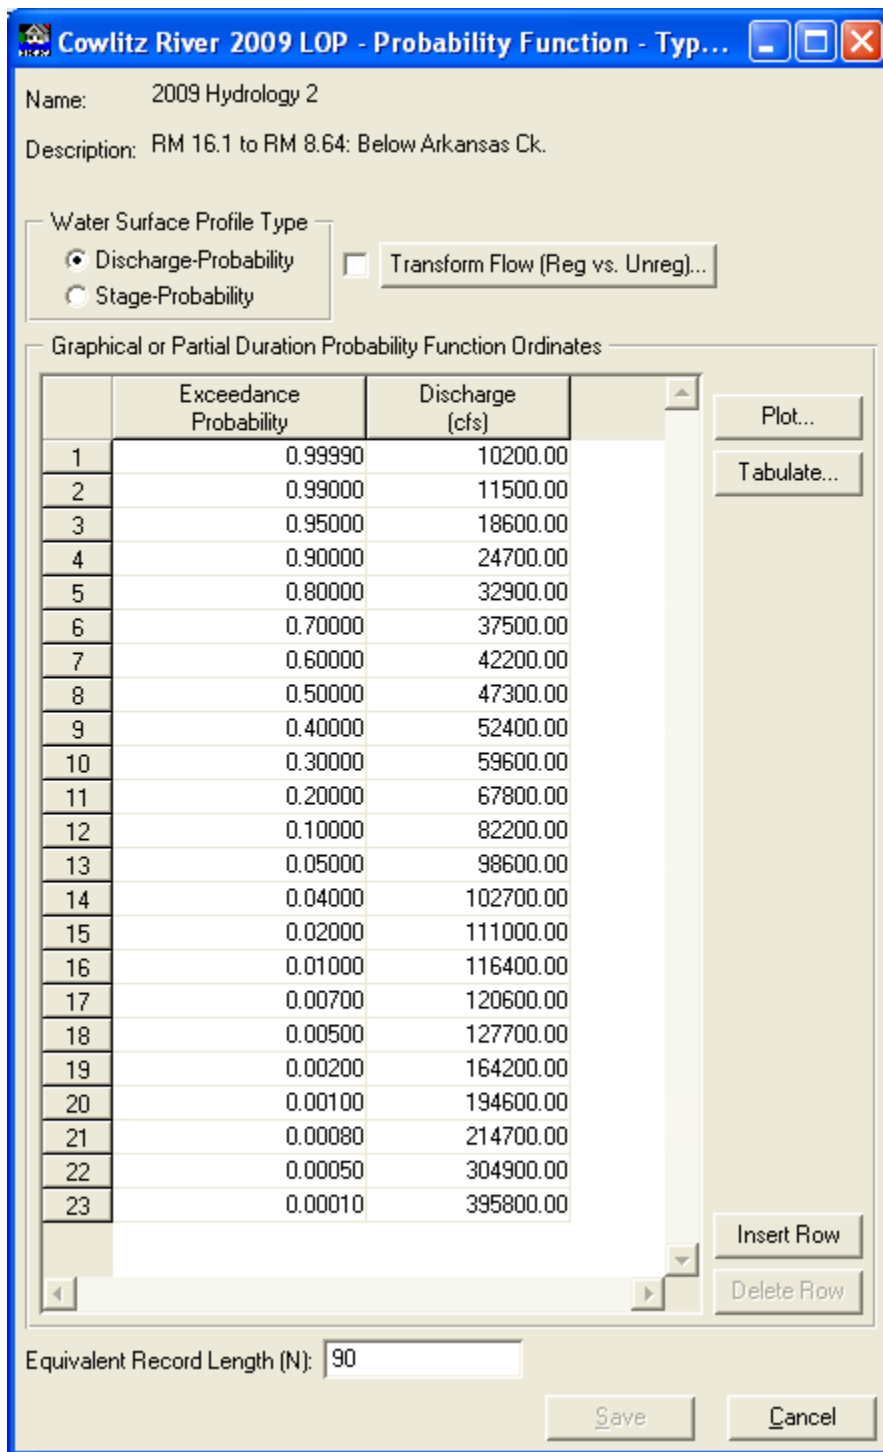 Cowlitz River 2009 LOP - Probability Function - Typ...
Name: 2009 Hydrology 2
Description: RM 16.1 to RM 8.64: Below Arkansas Ck.
Water Surface Profile Type
Discharge-Probability
Stage-Probability
Transform Flow (Reg vs. Unreg)...
Graphical or Partial Duration Probability Function Ordinates
Exceedance Probability Discharge (cfs)
1 0.99990 10200.00
2 0.99000 11500.00
3 0.95000 18600.00
4 0.90000 24700.00
5 0.80000 32900.00
6 0.70000 37500.00
7 0.60000 42200.00
8 0.50000 47300.00
9 0.40000 52400.00
10 0.30000 59600.00
11 0.20000 67800.00
12 0.10000 82200.00
13 0.05000 98600.00
14 0.04000 102700.00
15 0.02000 111000.00
16 0.01000 116400.00
17 0.00700 120600.00
18 0.00500 127700.00
19 0.00200 164200.00
20 0.00100 194600.00
21 0.00080 214700.00
22 0.00050 304900.00
23 0.00010 395800.00
Plot...
Tabulate...
Insert Row
Delete Row
Equivalent Record Length (N): 90
Save Cancel